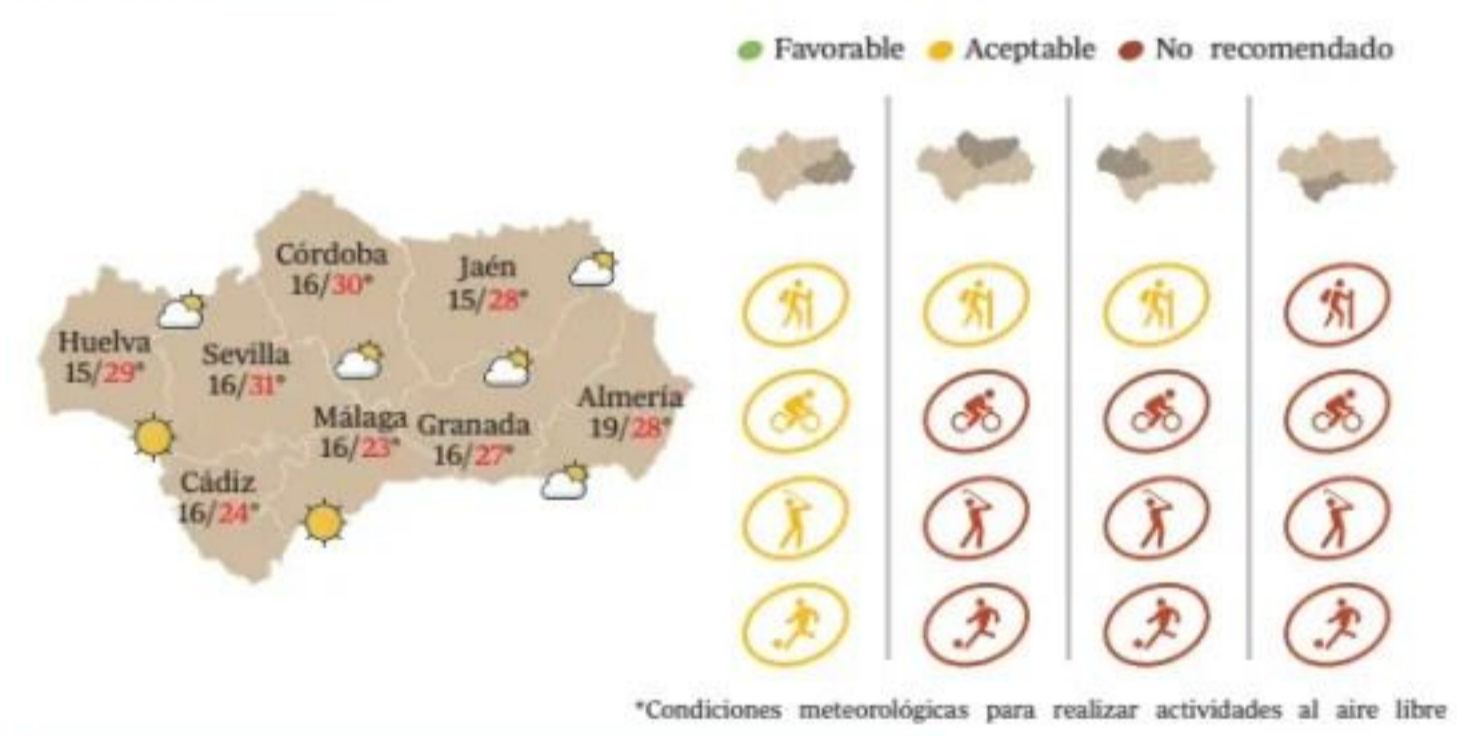 Favorable Aceptable No recomendado
Córdoba
16/30*
Jaén
15/28*
Huelva
15/29*
Sevilla
16/31*
Málaga
16/23*
Granada
16/27*
Almería
19/28*
Cádiz
16/24*
*Condiciones meteorológicas para realizar actividades al aire libre